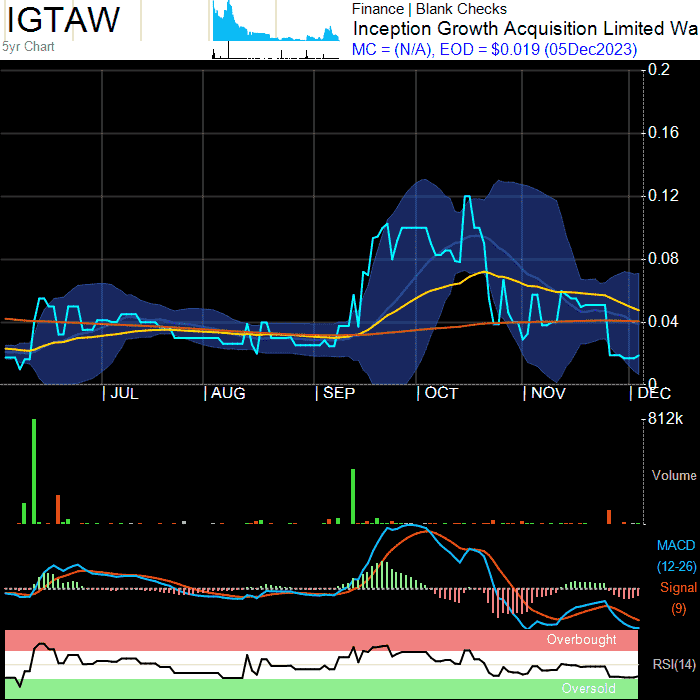 IGTAW
5yr Chart
Finance | Blank Checks
Inception Growth Acquisition Limited Wa
MC = (N/A), EOD = $0.019 (05Dec2023)
0.2
0.16
0.12
0.08
0.04
0
JUL AUG SEP OCT NOV DEC
812k
Volume
MACD
(12-26)
Signal
(9)
Overbought
RSI(14)
Oversold